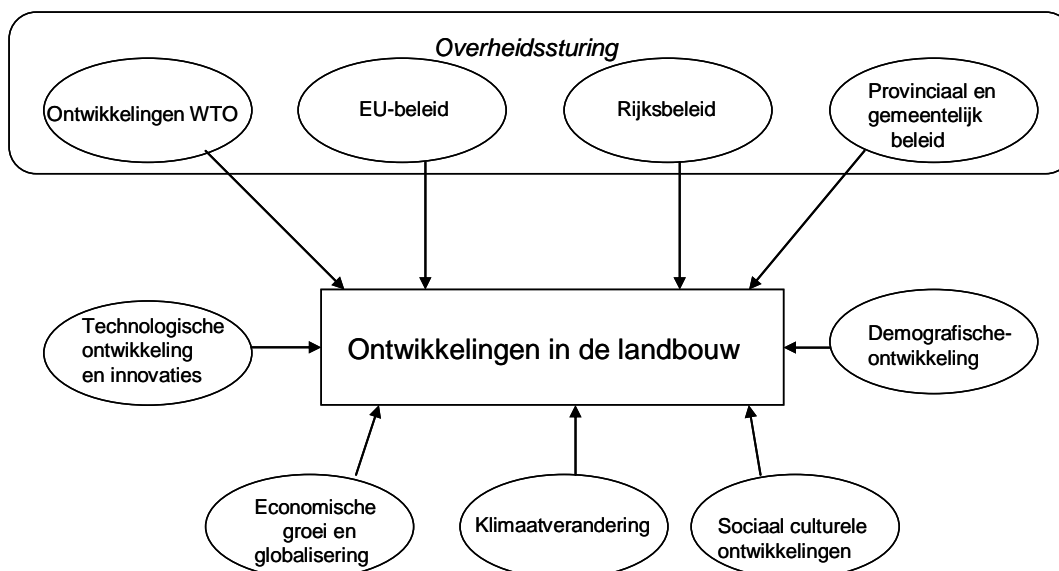 Overheidssturing
Ontwikkelingen WTO
EU-beleid
Rijksbeleid
Provinciaal en
gemeentelijk
beleid
Technologische
ontwikkeling
en innovaties
Ontwikkelingen in de landbouw
Demografische-
ontwikkeling
Economische
groei en
globalisering
Klimaatverandering
Sociaal culturele
ontwikkelingen